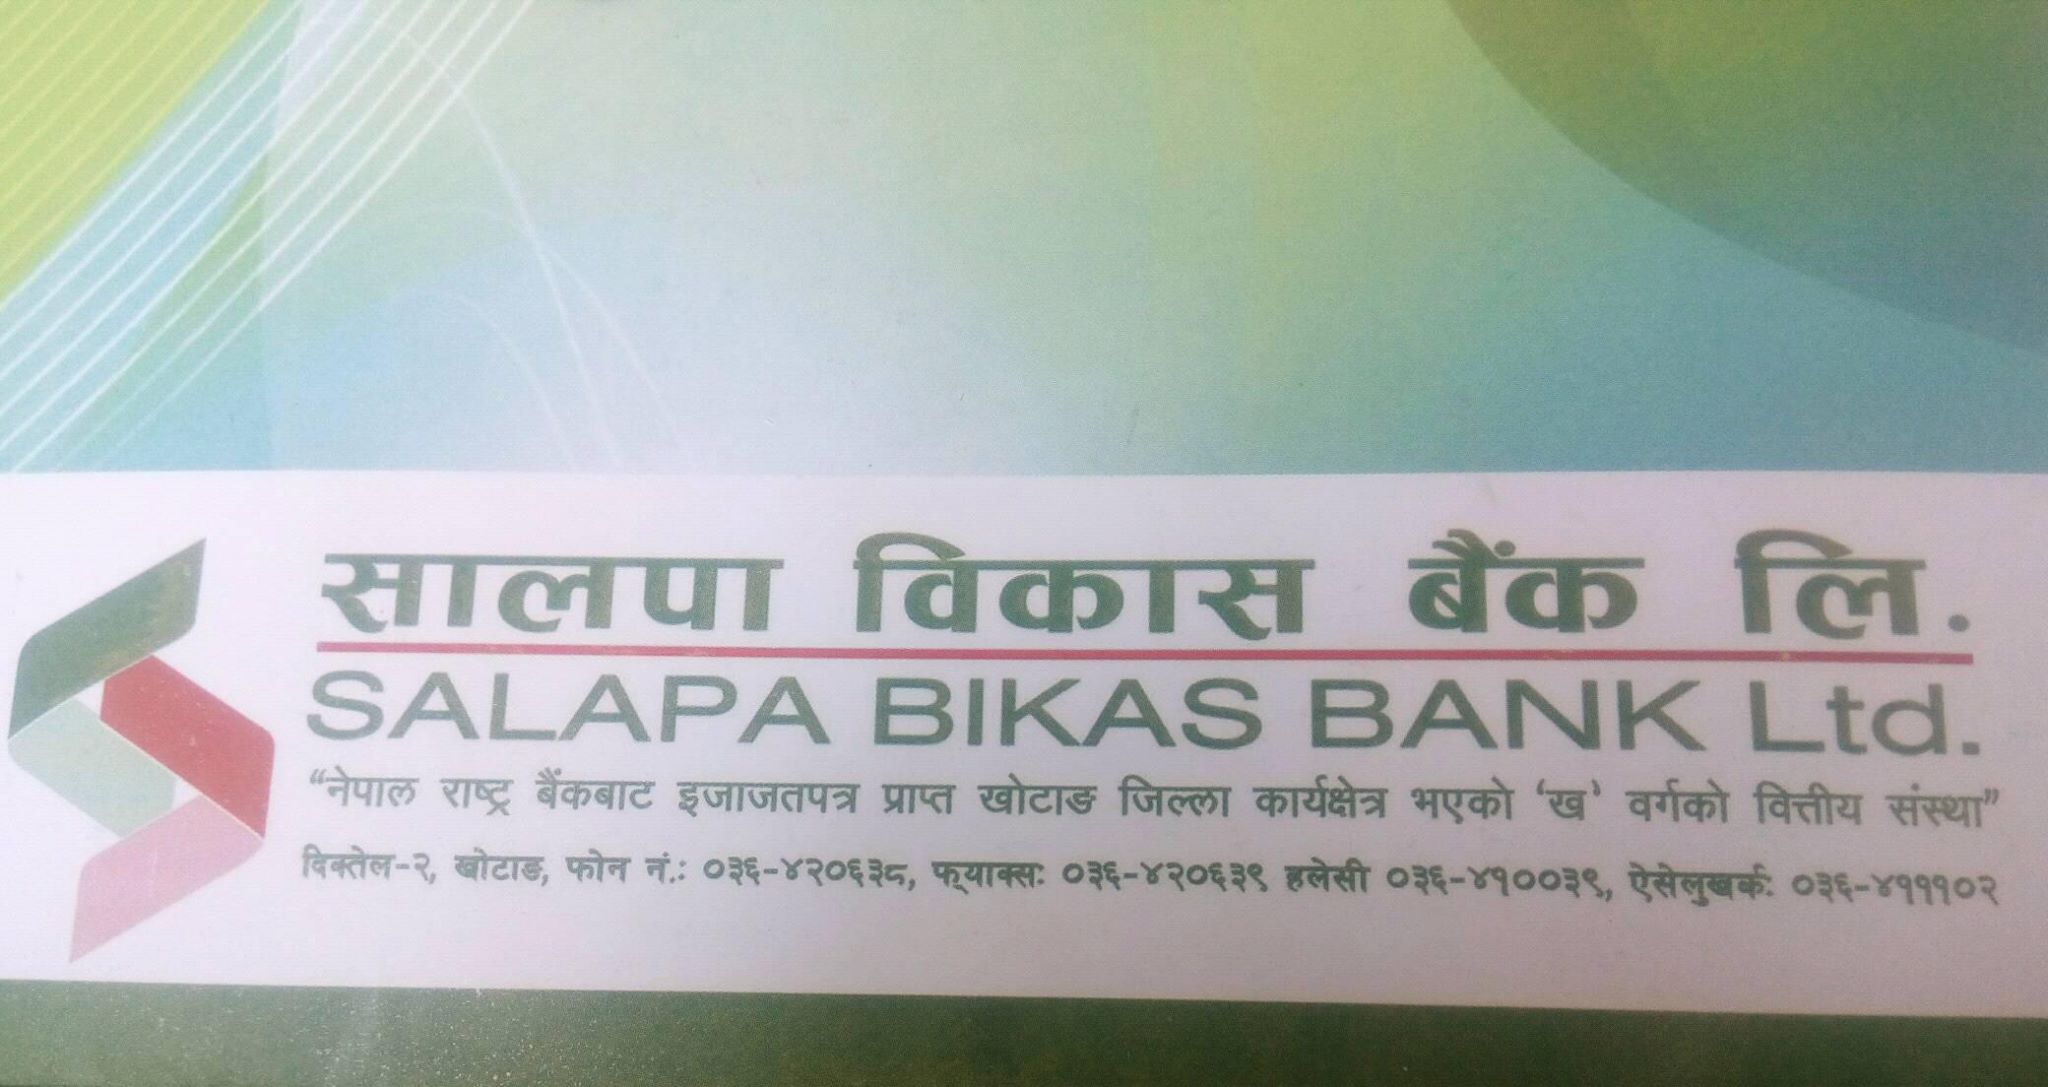 सालपा विकास बैंक लि.
SALAPA BIKAS BANK Ltd.
“नेपाल राष्ट्र बैंकबाट इजाजतपत्र प्राप्त खोटाङ जिल्ला कार्यक्षेत्र भएको ‘ख’ वर्गको वित्तीय संस्था”
दिक्तेल-२, खोटाङ, फोन नं.: ०३६-४२०६३८, फ्याक्सः ०३६-४२०६३९ हलेसी ०३६-४१००३९, ऐसेलुखर्कः ०३६-४१११०२